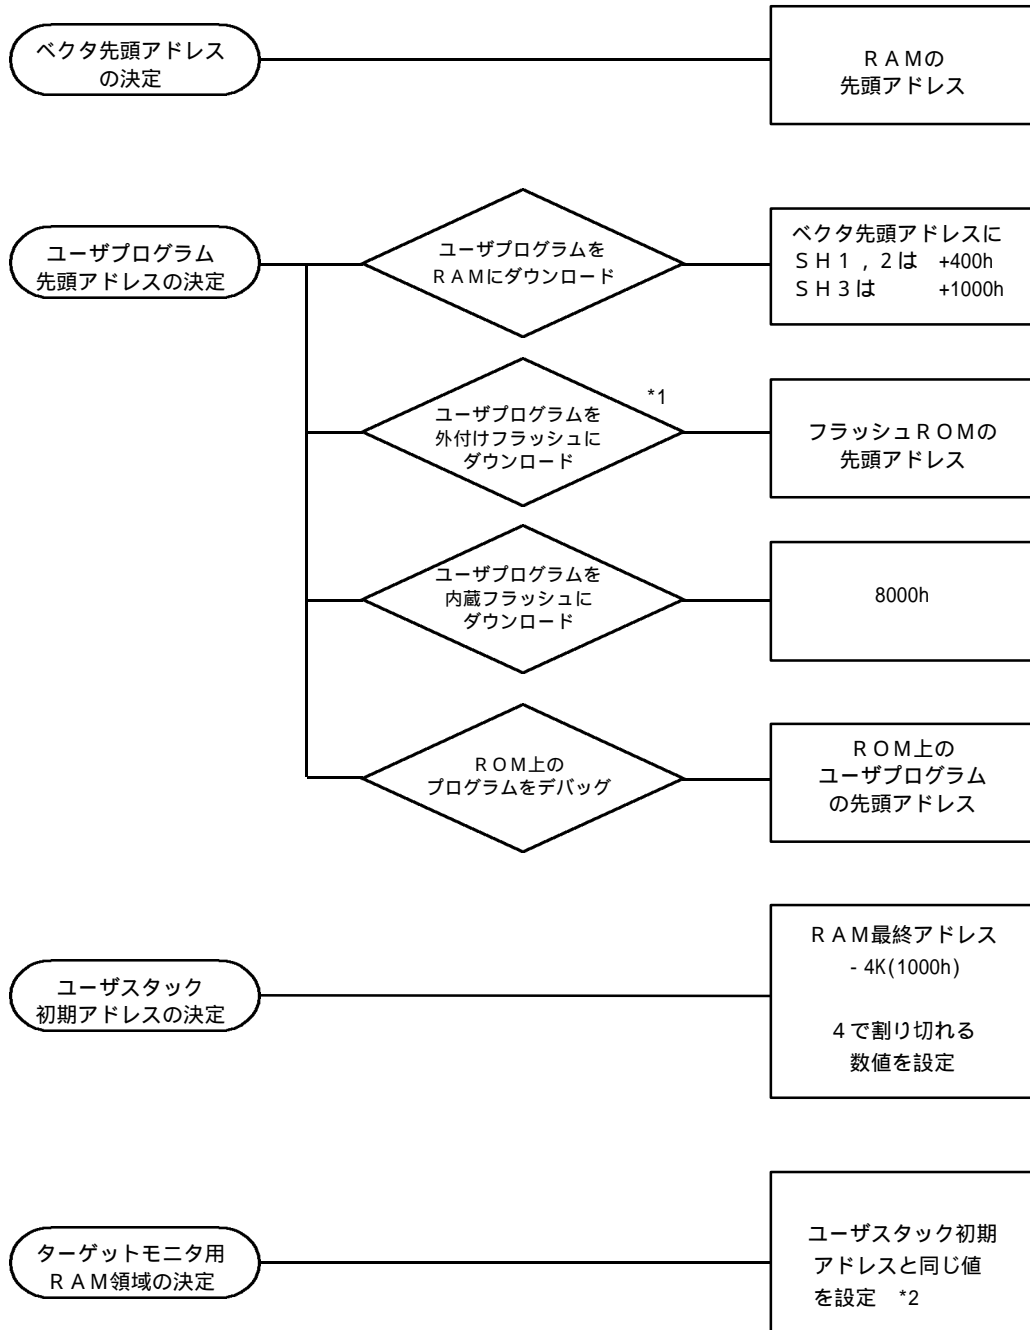 ベクタ先頭アドレス
の決定
ＲＡＭの
先頭アドレス
ユーザプログラム
先頭アドレスの決定
ユーザプログラムを
ＲＡＭにダウンロード
ベクタ先頭アドレスに
ＳＨ１，２は　+400h
ＳＨ３は　　　+1000h
ユーザプログラムを
外付けフラッシュに
ダウンロード
*1
フラッシュＲＯＭの
先頭アドレス
ユーザプログラムを
内蔵フラッシュに
ダウンロード
8000h
ＲＯＭ上の
プログラムをデバッグ
ＲＯＭ上の
ユーザプログラム
の先頭アドレス
ユーザスタック
初期アドレスの決定
ＲＡＭ最終アドレス
- 4K(1000h)
４で割り切れる
数値を設定
ターゲットモニタ用
ＲＡＭ領域の決定
ユーザスタック初期
アドレスと同じ値
を設定　*2